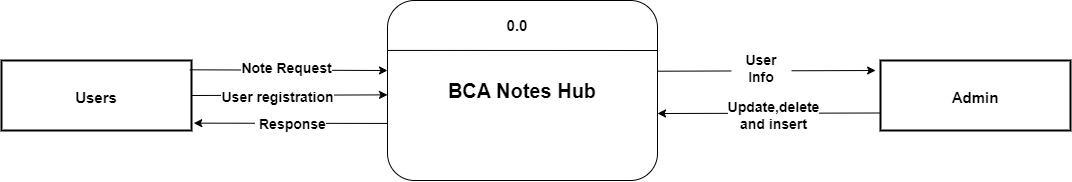 0.0
Note Request
User registration
Response
Users
BCA Notes Hub
User
Info
Update,delete
and insert
Admin